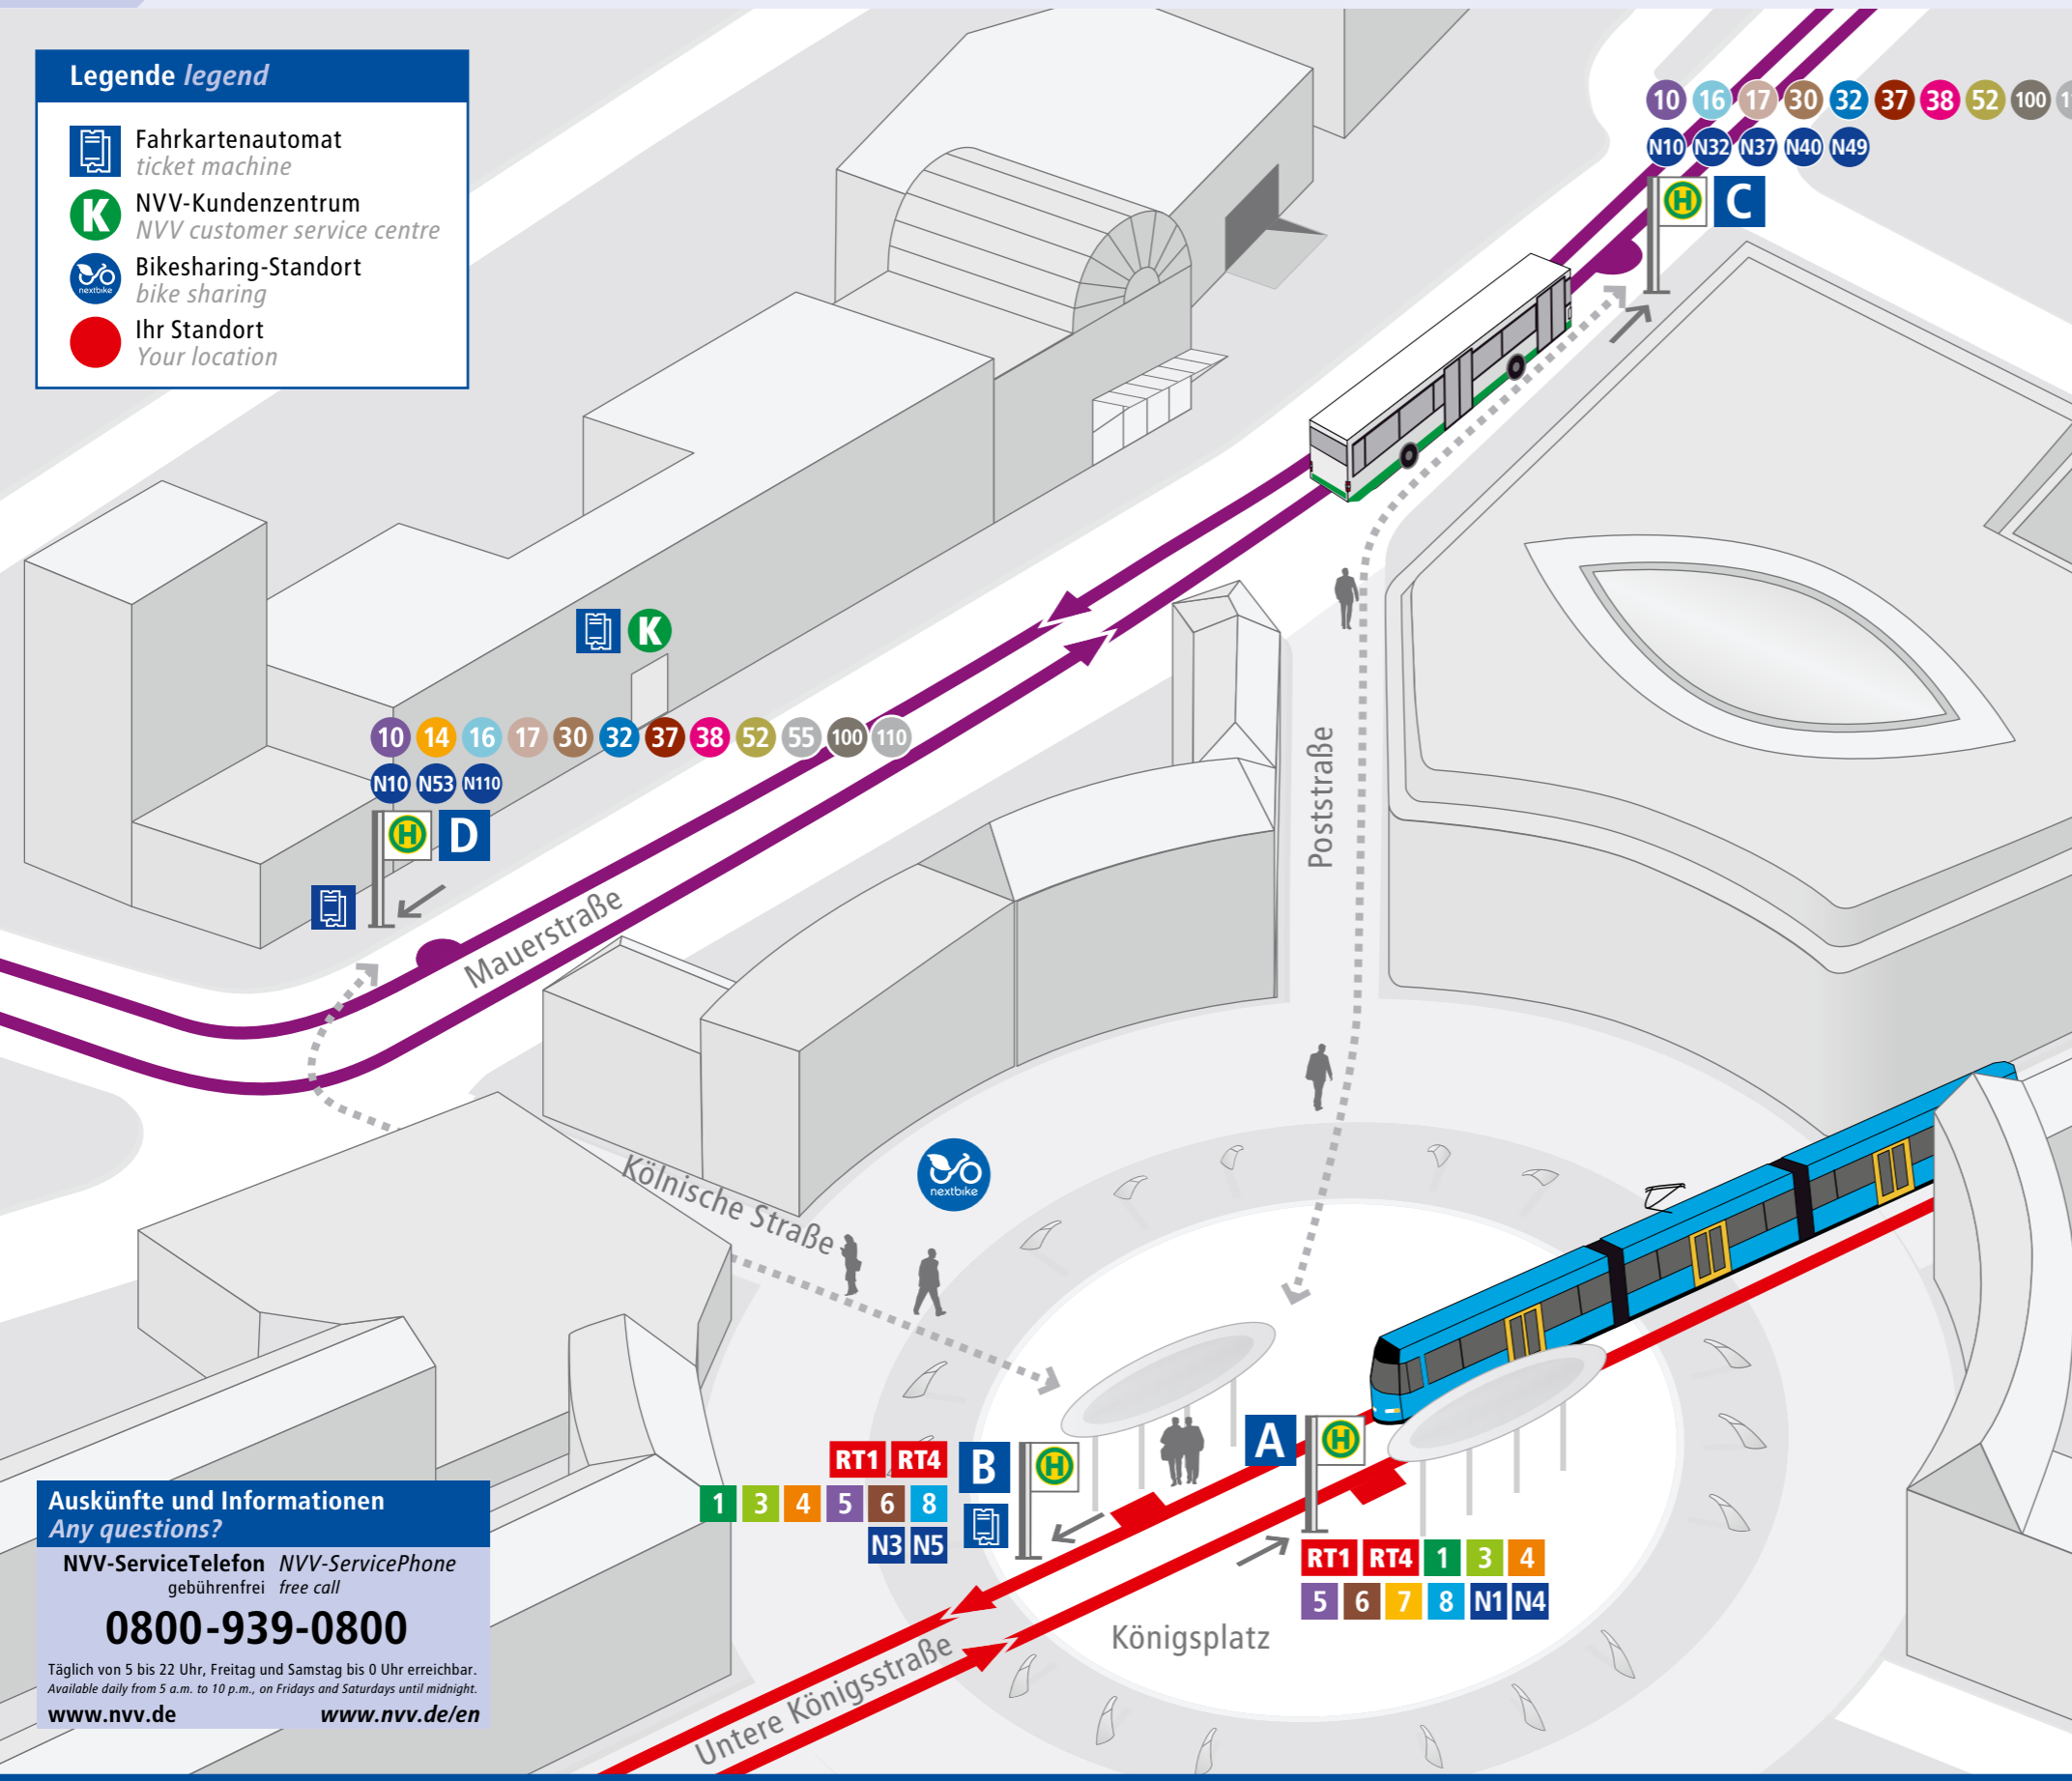 Legende legend
Fahrkartenautomat
ticket machine
NVV-Kundenzentrum
NVV customer service centre
nextbike
Bikesharing-Standort
bike sharing
Ihr Standort
Your location
K
10 16 17 30 32 37 38 52 100
N10 N32 N37 N40 N49
H C
K
10 14 16 17 30 32 37 38 52 55 100 110
N10 N53 N110
H D
Mauerstraße
Poststraße
Kölnische Straße
nextbike
A H
RT1 RT4 B H
1 3 4 5 6 8
N3 N5
RT1 RT4 1 3 4
5 6 7 8 N1 N4
Königsplatz
Untere Königsstraße
Auskünfte und Informationen
Any questions?
NVV-ServiceTelefon NVV-ServicePhone
gebührenfrei free call
0800-939-0800
Täglich von 5 bis 22 Uhr, Freitag und Samstag bis 0 Uhr erreichbar.
Available daily from 5 a.m. to 10 p.m., on Fridays and Saturdays until midnight.
www.nvv.de www.nvv.de/en